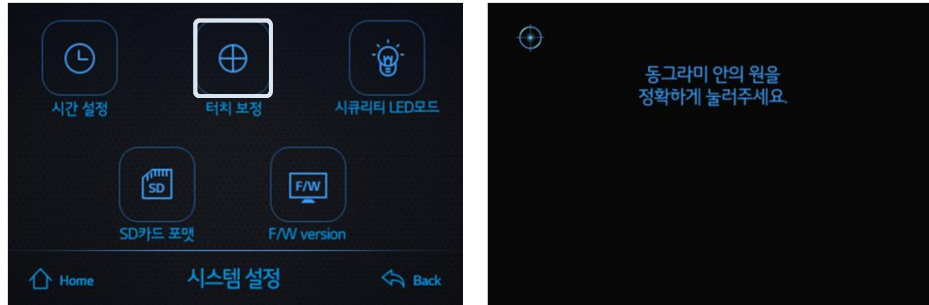 시간 설정
터치 보정
시큐리티 LED모드
SD
F/W
SD카드 포맷
F/W version
Home
시스템 설정
Back
동그라미 안의 원을
정확하게 눌러주세요.